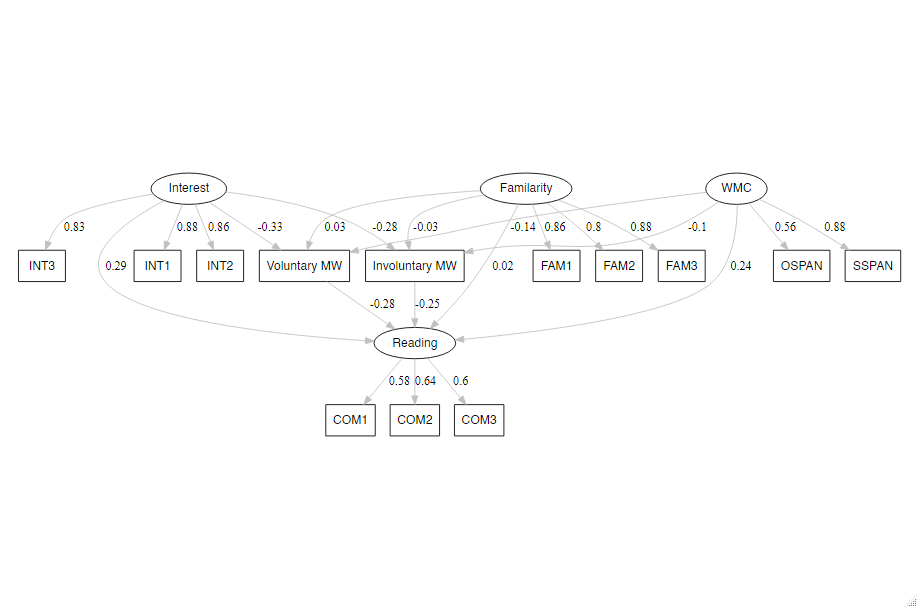 Interest
Familarity
WMC
0.83
0.88
0.86
-0.33
0.03
-0.28
-0.03
-0.14
0.86
0.8
0.88
-0.1
0.56
0.88
INT3
0.29
INT1
INT2
Voluntary MW
Involuntary MW
0.02
FAM1
FAM2
FAM3
0.24
OSPAN
SSPAN
-0.28
-0.25
Reading
0.58
0.64
0.6
COM1
COM2
COM3